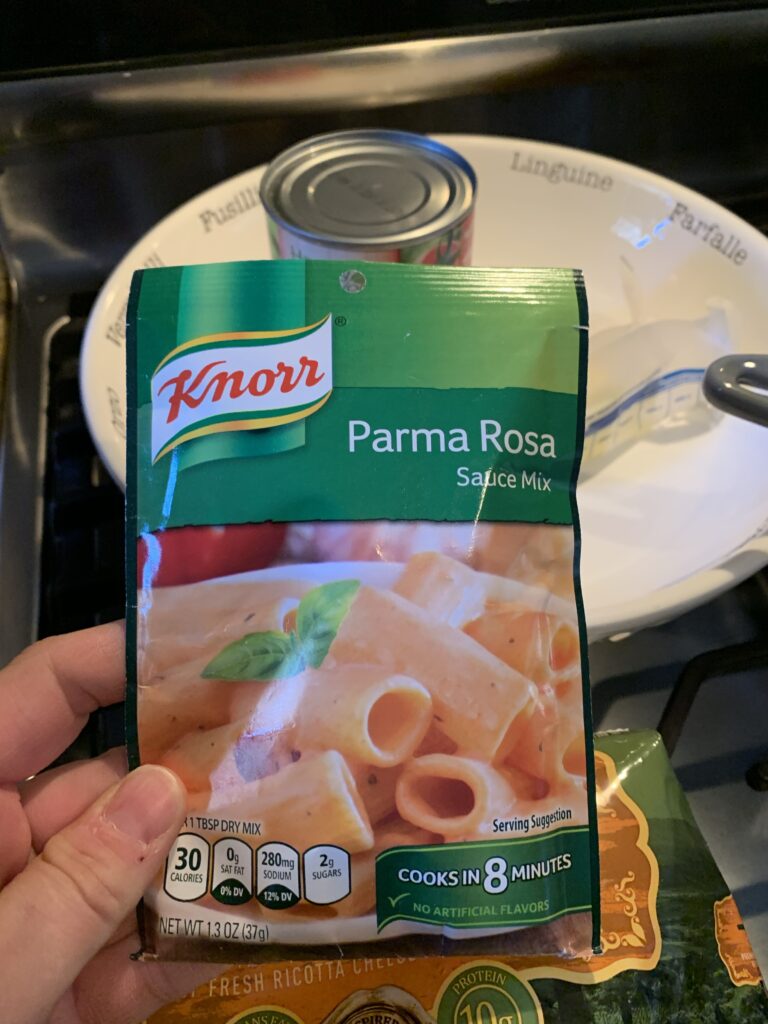 Linguine
Fusilli
Farfalle
Knorr®
Parma Rosa
Sauce Mix
1 TBSP DRY MIX
Serving Suggestion
30
CALORIES
0g
SAT FAT
0% DV
280mg
SODIUM
12% DV
2g
SUGARS
COOKS IN 8 MINUTES
NO ARTIFICIAL FLAVORS
NET WT 1.3 OZ (37g)
FRESH RICOTTA CHEESE
PROTEIN
10g